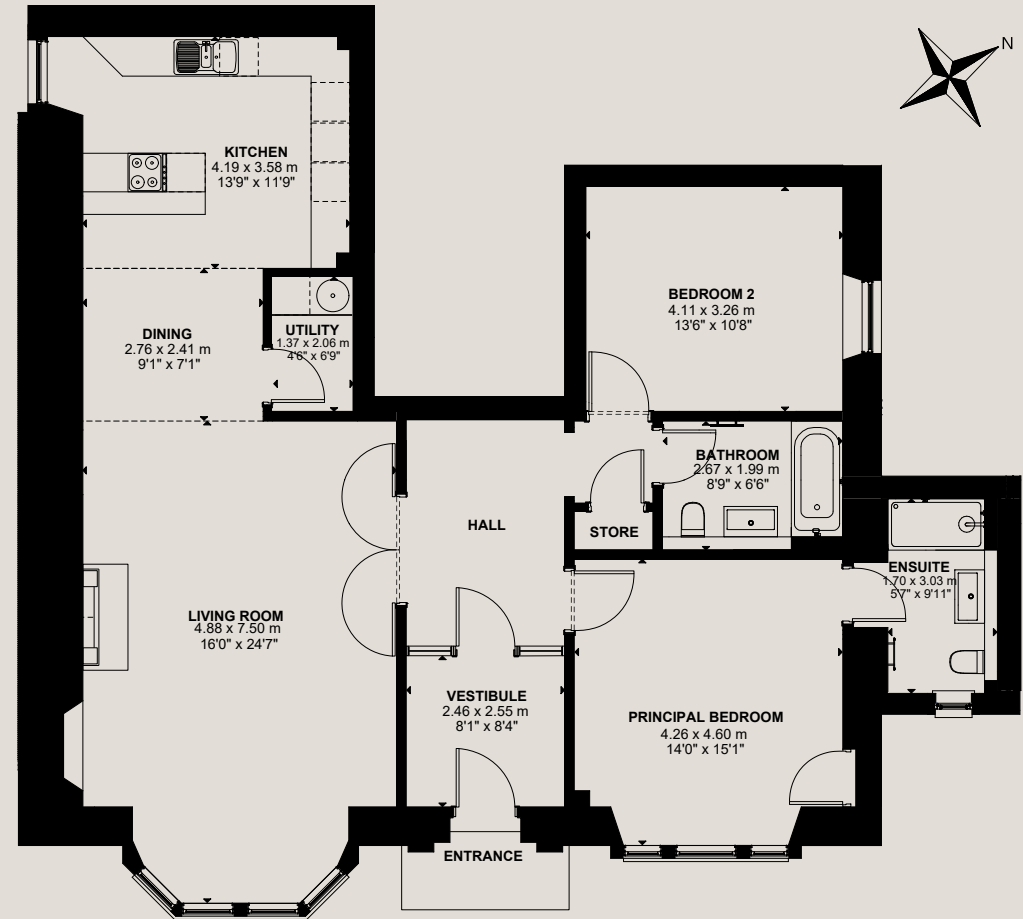 N
KITCHEN
4.19 x 3.58 m
13'9" x 11'9"
BEDROOM 2
4.11 x 3.26 m
13'6" x 10'8"
DINING
2.76 x 2.41 m
9'1" x 7'1"
UTILITY
1.37 x 2.06 m
4'6" x 6'9"
BATHROOM
2.67 x 1.99 m
8'9" x 6'6"
HALL
STORE
ENSUITE
1.70 x 3.03 m
5'7" x 9'11"
LIVING ROOM
4.88 x 7.50 m
16'0" x 24'7"
VESTIBULE
2.46 x 2.55 m
8'1" x 8'4"
PRINCIPAL BEDROOM
4.26 x 4.60 m
14'0" x 15'1"
ENTRANCE